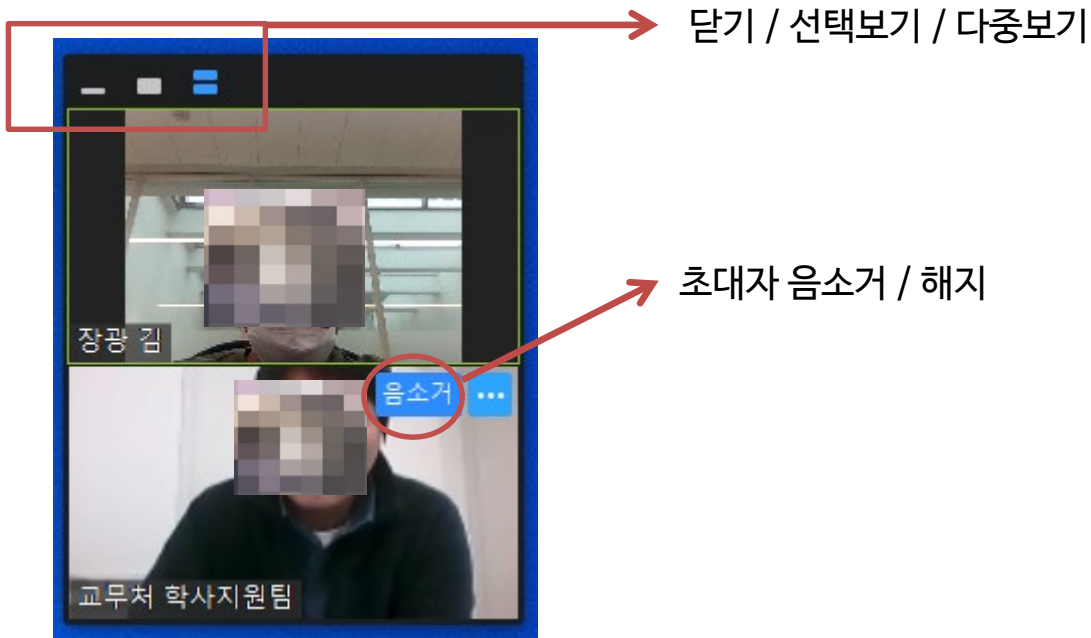 닫기 / 선택보기 / 다중보기
장광 김
초대자 음소거 / 해지
음소거 •••
교무처 학사지원팀